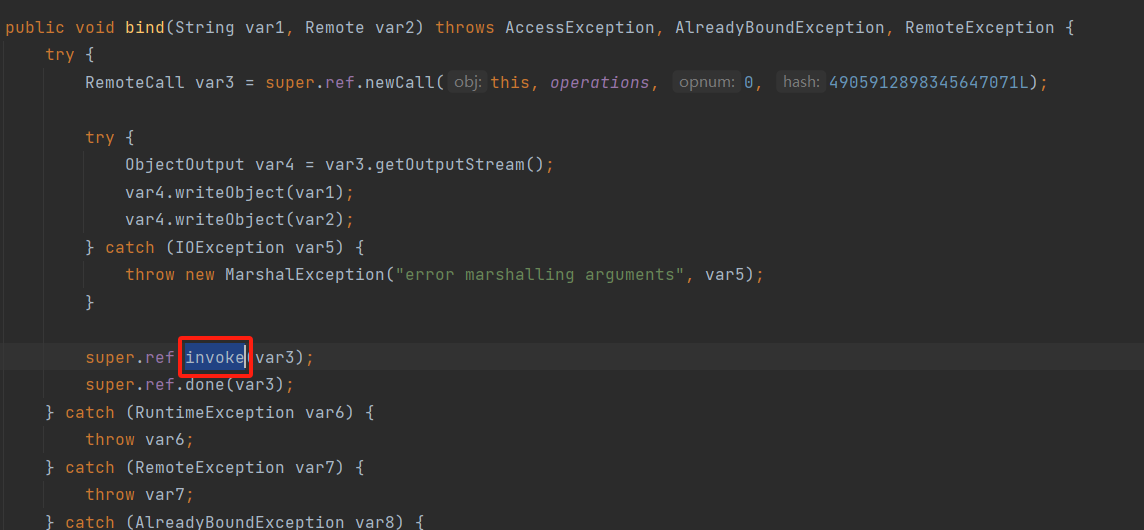 public void bind(String var1, Remote var2) throws AccessException, AlreadyBoundException, RemoteException {
try {
RemoteCall var3 = super.ref.newCall( obj: this, operations, opnum: 0, hash: 4905912898345647071L);
try {
ObjectOutput var4 = var3.getOutputStream();
var4.writeObject(var1);
var4.writeObject(var2);
} catch (IOException var5) {
throw new MarshalException("error marshalling arguments", var5);
}
super.ref invoke(var3);
super.ref.done(var3);
} catch (RuntimeException var6) {
throw var6;
} catch (RemoteException var7) {
throw var7;
} catch (AlreadyBoundException var8) {